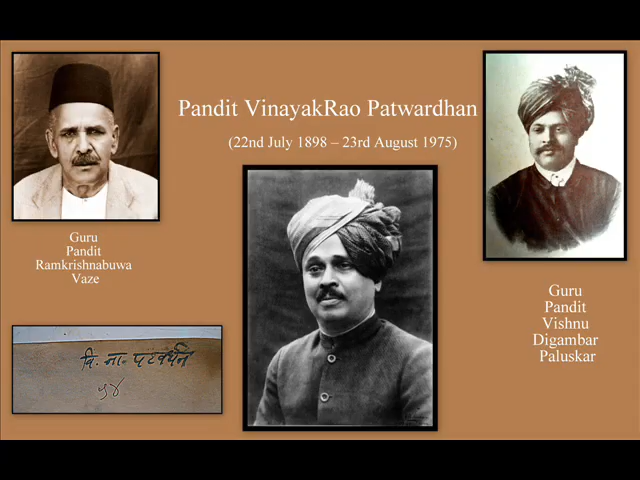 Pandit VinayakRao Patwardhan
(22nd July 1898 – 23rd August 1975)
Guru
Pandit
Ramkrishnabuwa
Vaze
Guru
Pandit
Vishnu
Digambar
Paluskar
वि. ना. पटवर्धन
५४